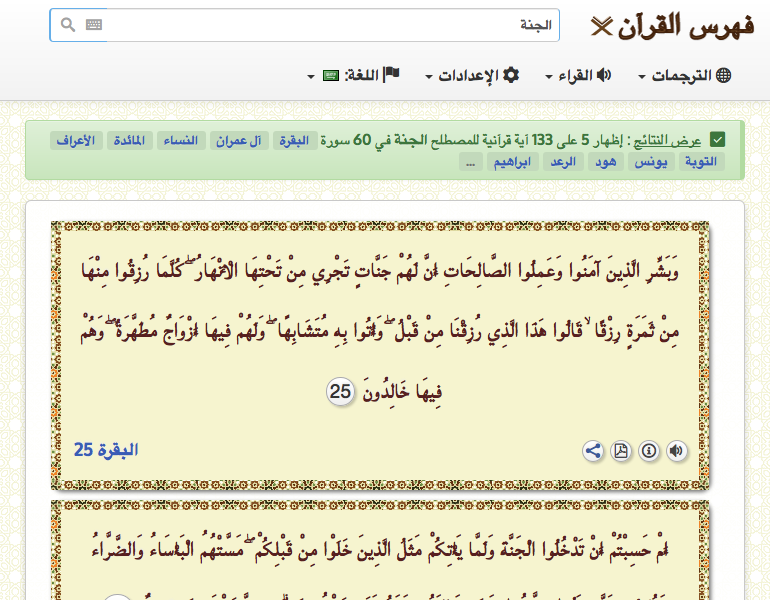 فهرس القرآن
الجنة
الترجمات
القراء
الإعدادات
اللغة:
عرض النتائج : إظهار 5 على 133 آية قرآنية للمصطلح الجنة في 60 سورة البقرة آل عمران النساء المائدة الأعراف
التوبة يونس هود الرعد ابراهيم ...
وَبَشِّرِ الَّذِينَ آمَنُوا وَعَمِلُوا الصَّالِحَاتِ أَنَّ لَهُمْ جَنَّاتٍ تَجْرِي مِنْ تَحْتِهَا الْأَنْهَارُ ۖ كُلَّمَا رُزِقُوا مِنْهَا
مِنْ ثَمَرَةٍ رِزْقًا ۙ قَالُوا هَذَا الَّذِي رُزِقْنَا مِنْ قَبْلُ ۖ وَأُتُوا بِهِ مُتَشَابِهًا ۖ وَلَهُمْ فِيهَا أَزْوَاجٌ مُطَهَّرَةٌ ۖ وَهُمْ
فِيهَا خَالِدُونَ 25
البقرة 25
أَمْ حَسِبْتُمْ أَنْ تَدْخُلُوا الْجَنَّةَ وَلَمَّا يَأْتِكُمْ مَثَلُ الَّذِينَ خَلَوْا مِنْ قَبْلِكُمْ ۖ مَسَّتْهُمُ الْبَأْسَاءُ وَالضَّرَّاءُ